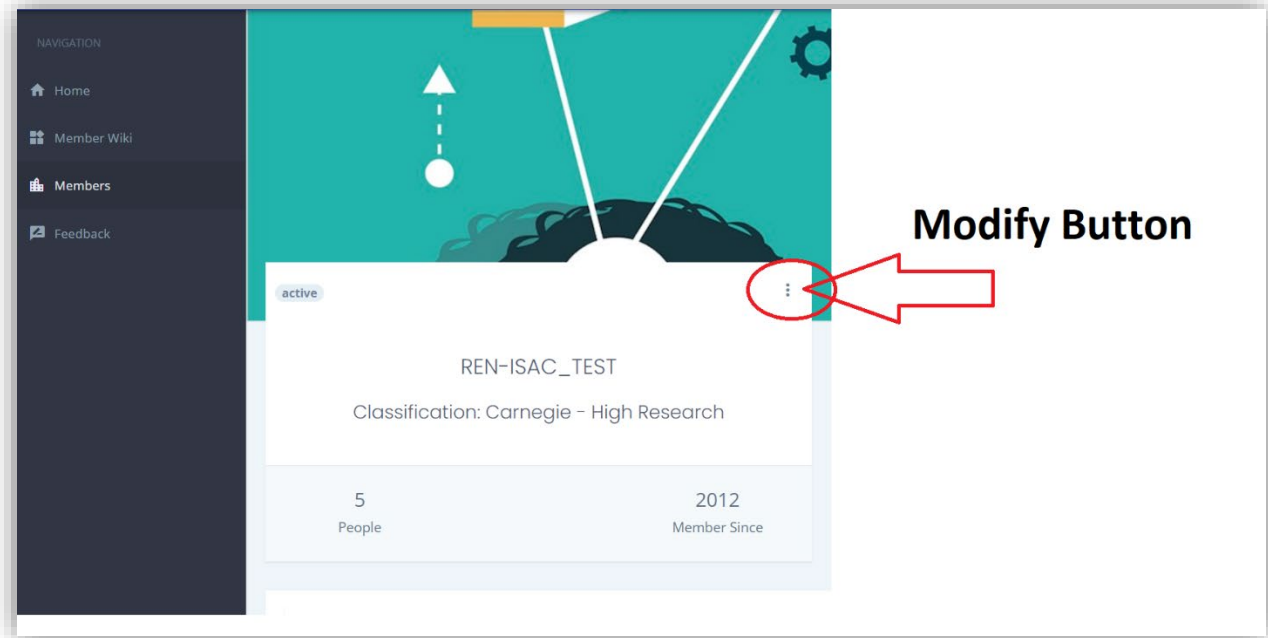 NAVIGATION
Home
Member Wiki
Members
Feedback
Modify Button
active
REN-ISAC_TEST
Classification: Carnegie - High Research
5
People
2012
Member Since